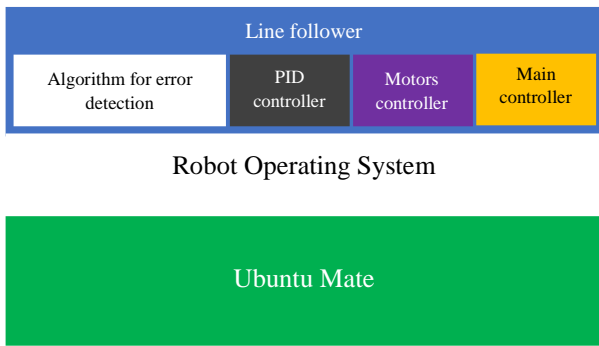 Line follower
Algorithm for error
detection
PID
controller
Motors
controller
Main
controller
Robot Operating System
Ubuntu Mate